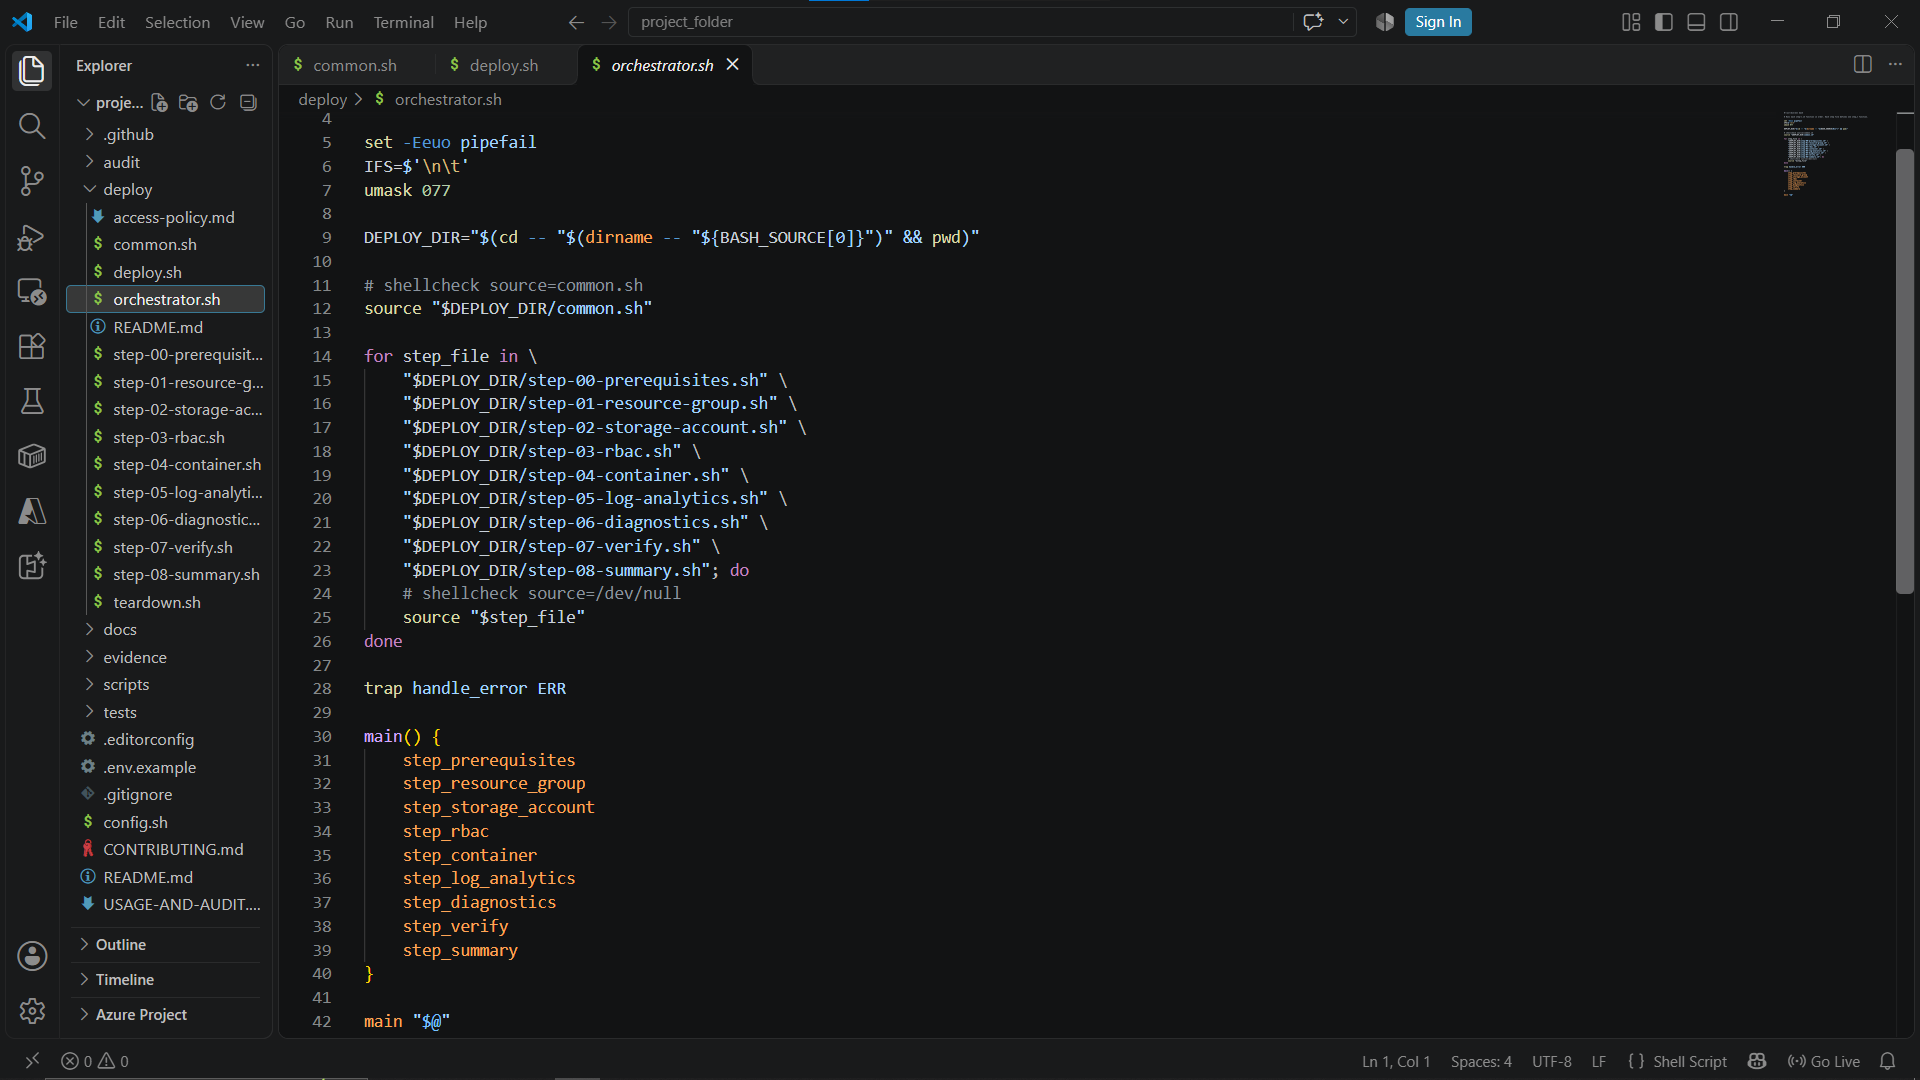 File Edit Selection View Go Run Terminal Help
project_folder
Sign In
Explorer
proje...
.github
audit
deploy
access-policy.md
common.sh
deploy.sh
orchestrator.sh
README.md
step-00-prerequisit...
step-01-resource-g...
step-02-storage-ac...
step-03-rbac.sh
step-04-container.sh
step-05-log-analyti...
step-06-diagnostic...
step-07-verify.sh
step-08-summary.sh
teardown.sh
docs
evidence
scripts
tests
.editorconfig
.env.example
.gitignore
config.sh
CONTRIBUTING.md
README.md
USAGE-AND-AUDIT....
Outline
Timeline
Azure Project
common.sh deploy.sh orchestrator.sh
deploy > $ orchestrator.sh
4
5 set -Eeuo pipefail
6 IFS=$'\n\t'
7 umask 077
8
9 DEPLOY_DIR="$(cd -- "$(dirname -- "${BASH_SOURCE[0]}")" && pwd)"
10
11 # shellcheck source=common.sh
12 source "$DEPLOY_DIR/common.sh"
13
14 for step_file in \
15 "$DEPLOY_DIR/step-00-prerequisites.sh" \
16 "$DEPLOY_DIR/step-01-resource-group.sh" \
17 "$DEPLOY_DIR/step-02-storage-account.sh" \
18 "$DEPLOY_DIR/step-03-rbac.sh" \
19 "$DEPLOY_DIR/step-04-container.sh" \
20 "$DEPLOY_DIR/step-05-log-analytics.sh" \
21 "$DEPLOY_DIR/step-06-diagnostics.sh" \
22 "$DEPLOY_DIR/step-07-verify.sh" \
23 "$DEPLOY_DIR/step-08-summary.sh"; do
24 # shellcheck source=/dev/null
25 source "$step_file"
26 done
27
28 trap handle_error ERR
29
30 main() {
31 step_prerequisites
32 step_resource_group
33 step_storage_account
34 step_rbac
35 step_container
36 step_log_analytics
37 step_diagnostics
38 step_verify
39 step_summary
40 }
41
42 main "$@"
0 0
Ln 1, Col 1 Spaces: 4 UTF-8 LF {} Shell Script Go Live